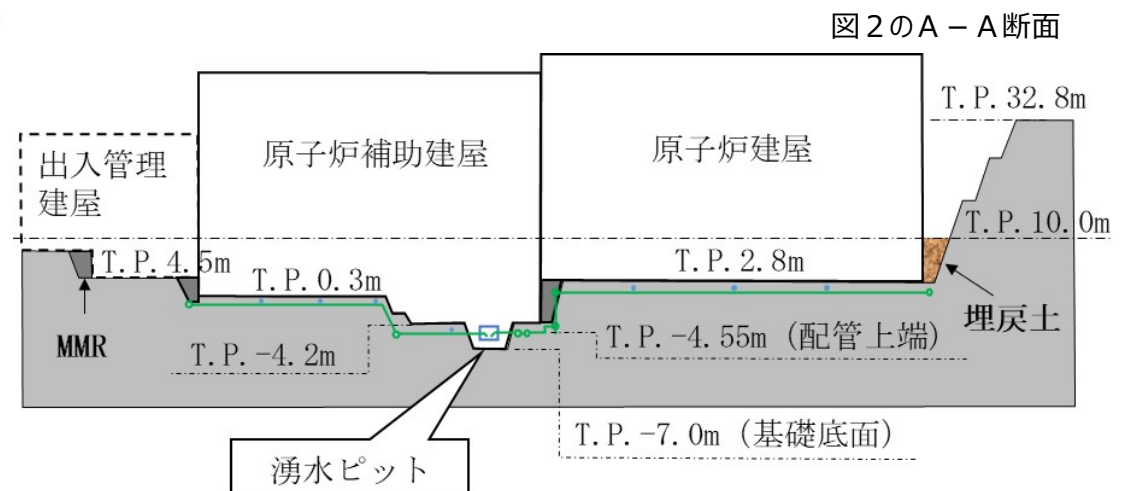 図2のA－A断面
T.P.32.8m
出入管理
建屋
原子炉補助建屋
原子炉建屋
T.P.10.0m
T.P.4.5m
T.P.0.3m
T.P.2.8m
MMR
T.P.-4.2m
T.P.-4.55m (配管上端)
埋戻土
T.P.-7.0m (基礎底面)
湧水ピット